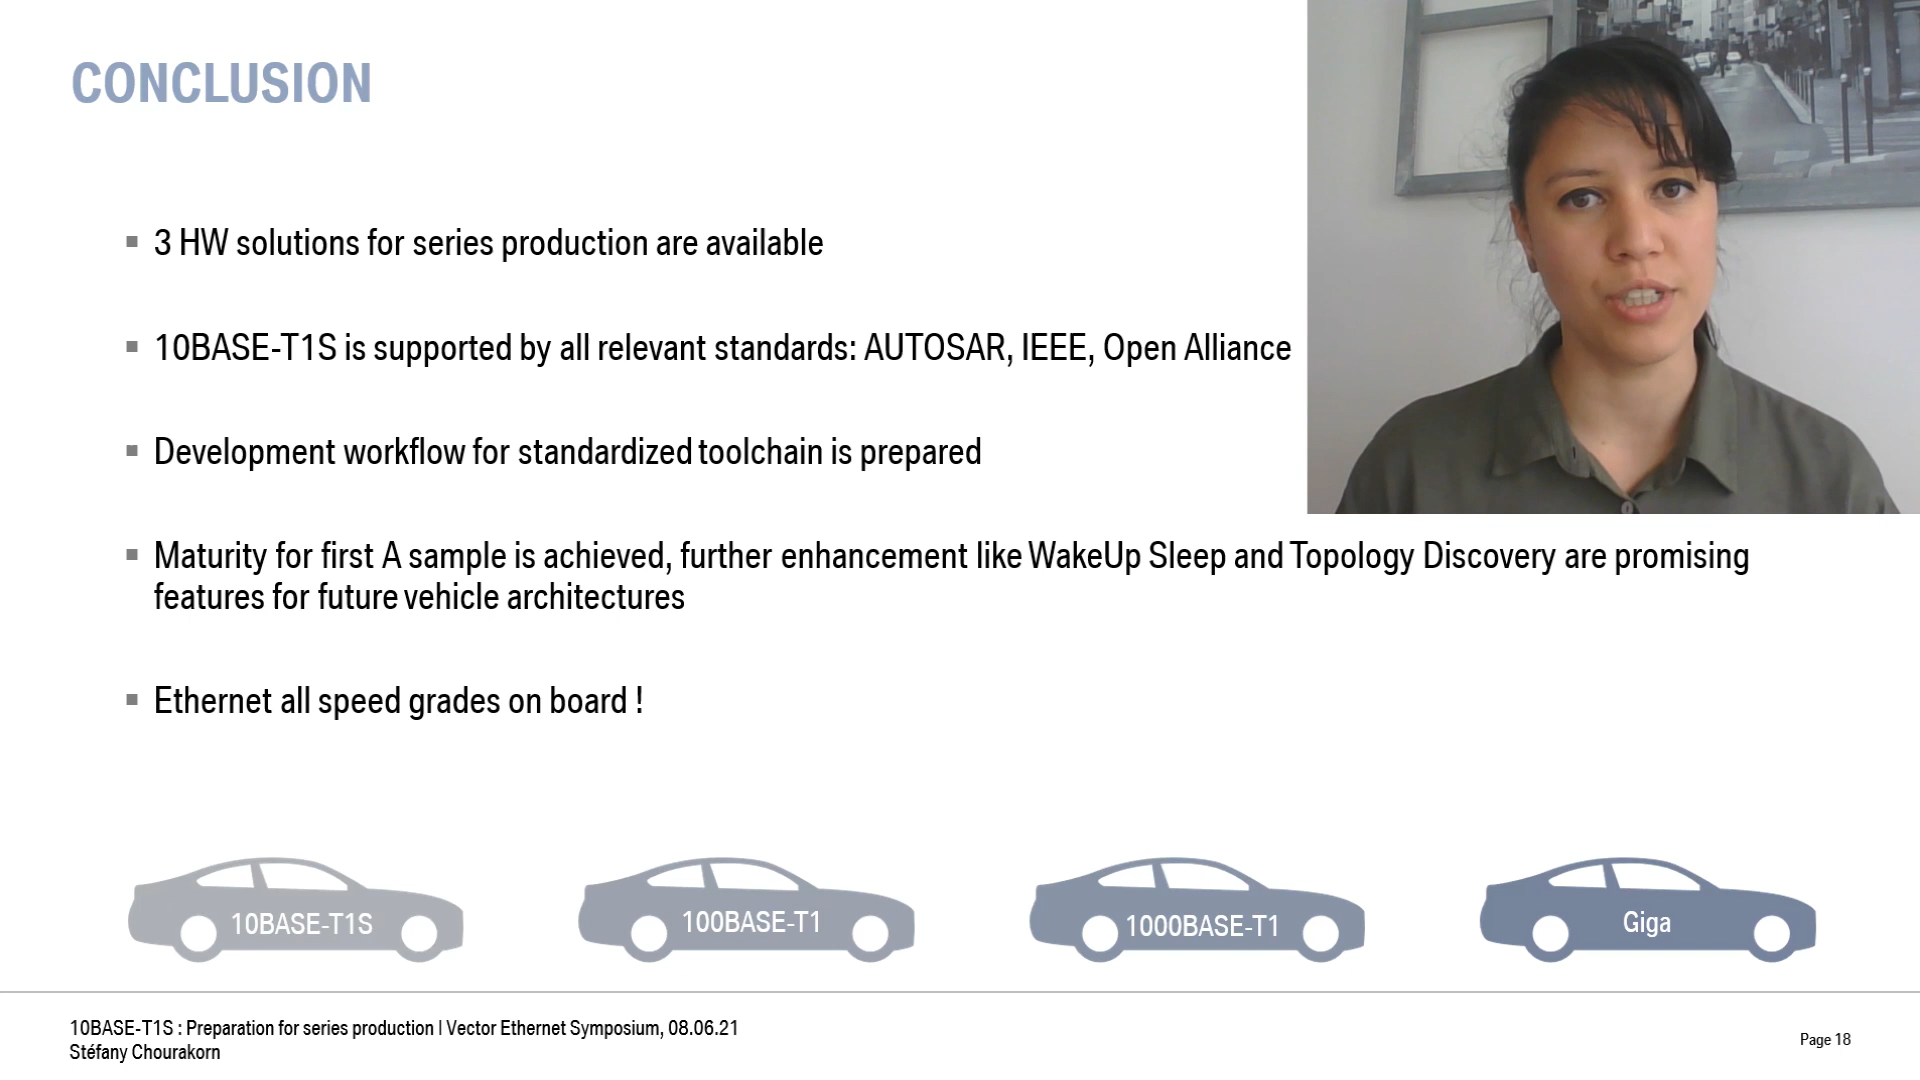 CONCLUSION
3 HW solutions for series production are available
10BASE-T1S is supported by all relevant standards: AUTOSAR, IEEE, Open Alliance
Development workflow for standardized toolchain is prepared
Maturity for first A sample is achieved, further enhancement like WakeUp Sleep and Topology Discovery are promising
features for future vehicle architectures
Ethernet all speed grades on board !
10BASE-T1S
100BASE-T1
1000BASE-T1
Giga
10BASE-T1S : Preparation for series production | Vector Ethernet Symposium, 08.06.21
Stéfany Chourakorn
Page 18